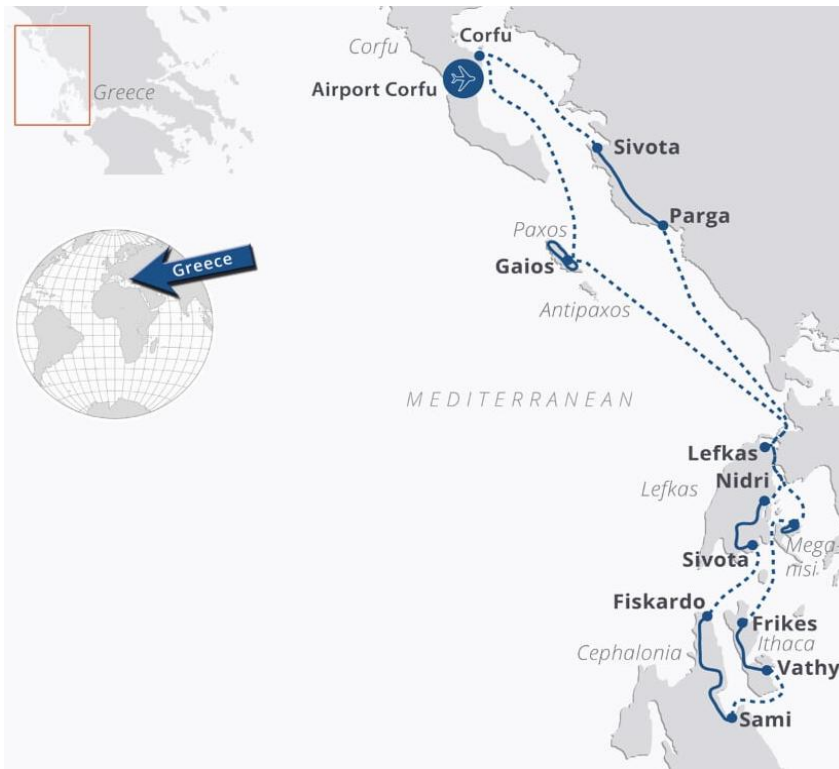 Greece
Corfu
Corfu
Airport Corfu
Sivota
Parga
Paxos
Gaios
Antipaxos
Greece
MEDITERRANEAN
Lefkas
Nidri
Lefkas
Mega-
nisi
Sivota
Fiskardo
Frikes
Ithaca
Cephalonia
Vathy
Sami